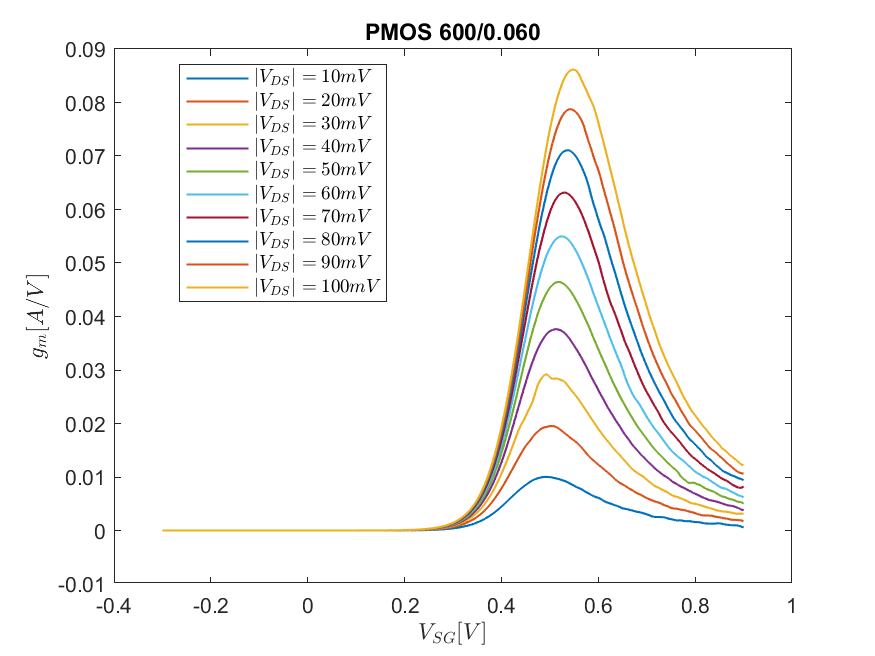 PMOS 600/0.060
0.09
0.08
0.07
0.06
0.05
0.04
0.03
0.02
0.01
0
-0.01
g_m[A/V]
|V_DS| = 10mV
|V_DS| = 20mV
|V_DS| = 30mV
|V_DS| = 40mV
|V_DS| = 50mV
|V_DS| = 60mV
|V_DS| = 70mV
|V_DS| = 80mV
|V_DS| = 90mV
|V_DS| = 100mV
-0.4 -0.2 0 0.2 0.4 0.6 0.8 1
V_SG[V]